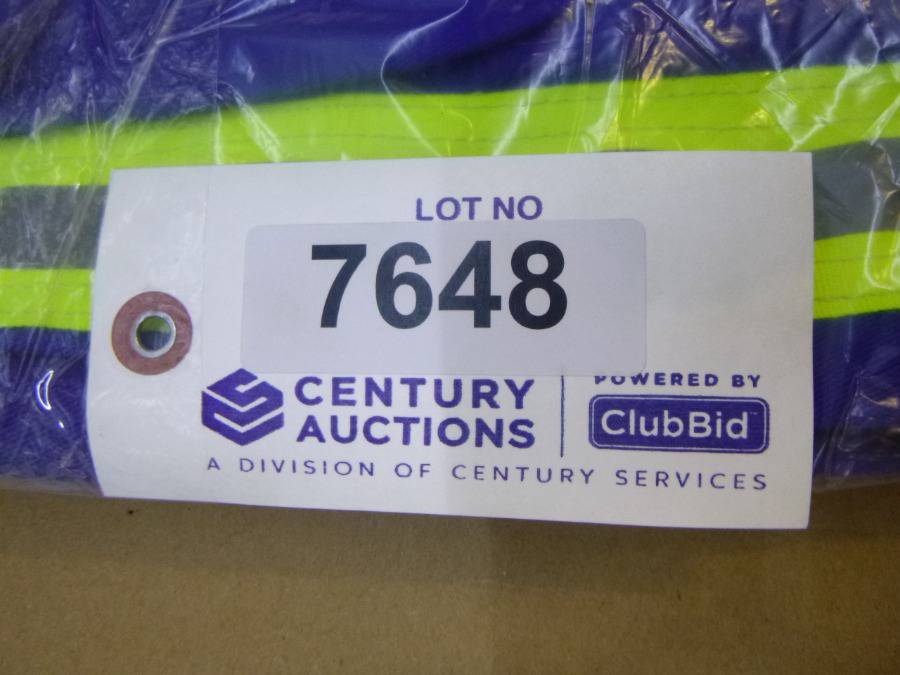 LOT NO
7648
CENTURY
AUCTIONS
POWERED BY
ClubBid
A DIVISION OF CENTURY SERVICES